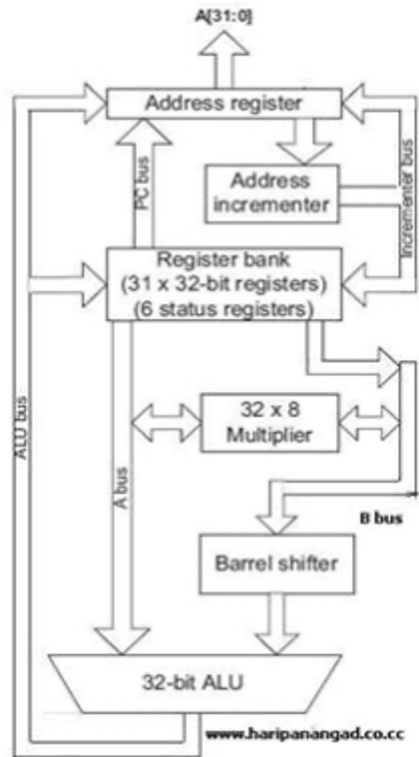 A[31:0]
Address register
PC bus
Address
incrementer
Incrementer bus
Register bank
(31 x 32-bit registers)
(6 status registers)
ALU bus
A bus
32 x 8
Multiplier
B bus
Barrel shifter
32-bit ALU
www.haripanangad.co.cc